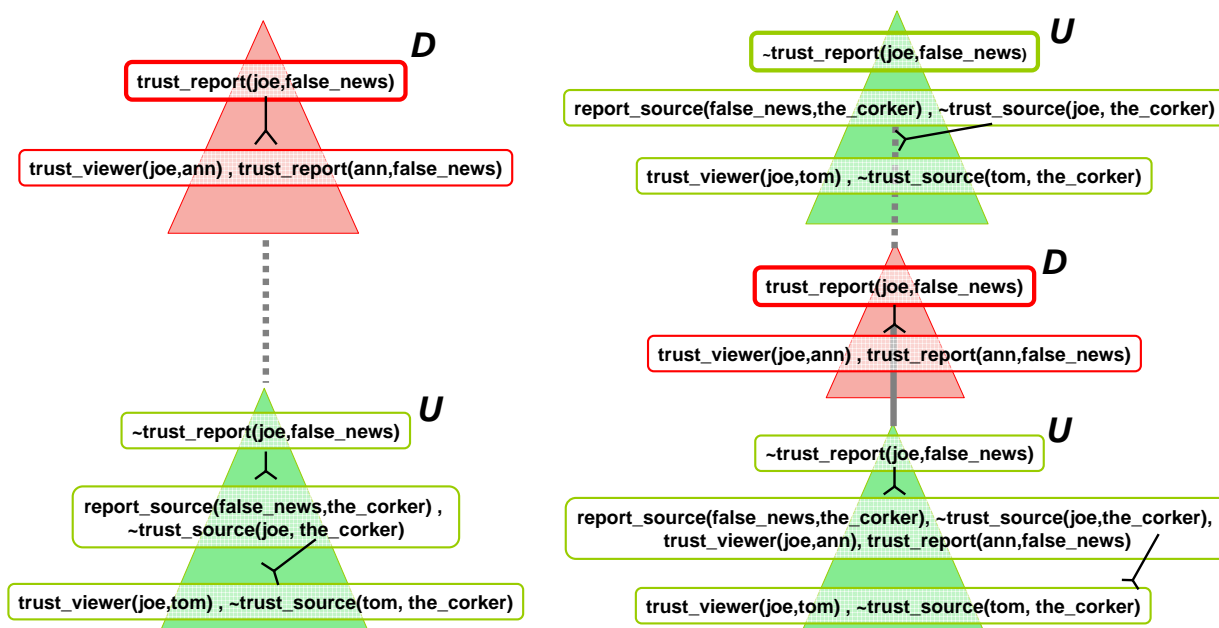 D
trust_report(joe,false_news)
trust_viewer(joe,ann) , trust_report(ann,false_news)
U
~trust_report(joe,false_news)
report_source(false_news,the_corker) ,
~trust_source(joe, the_corker)
trust_viewer(joe,tom) , ~trust_source(tom, the_corker)
U
~trust_report(joe,false_news)
report_source(false_news,the_corker) , ~trust_source(joe, the_corker)
trust_viewer(joe,tom) , ~trust_source(tom, the_corker)
D
trust_report(joe,false_news)
trust_viewer(joe,ann) , trust_report(ann,false_news)
U
~trust_report(joe,false_news)
report_source(false_news,the_corker), ~trust_source(joe,the_corker),
trust_viewer(joe,ann), trust_report(ann,false_news)
trust_viewer(joe,tom) , ~trust_source(tom, the_corker)